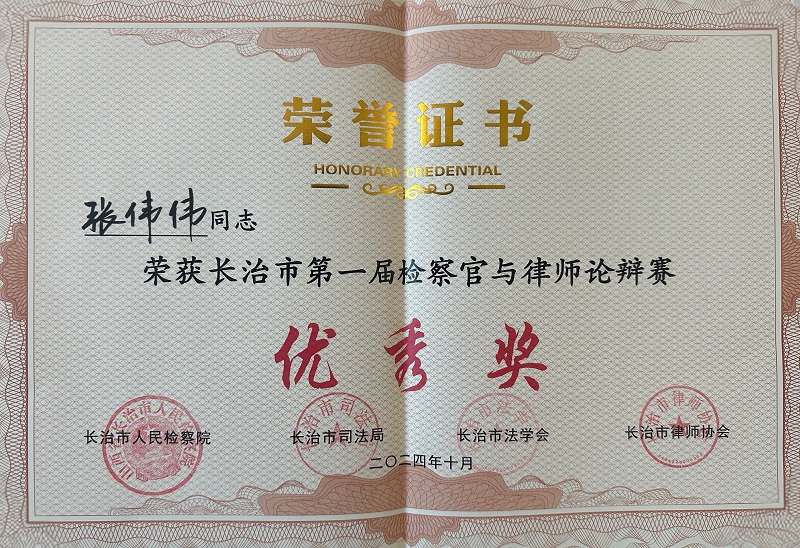 荣誉证书
HONORARY CREDENTIAL
张伟伟同志
荣获长治市第一届检察官与律师论辩赛
优秀奖
长治市人民检察院 长治市司法局 长治市法学会 长治市律师协会
二〇二四年十月